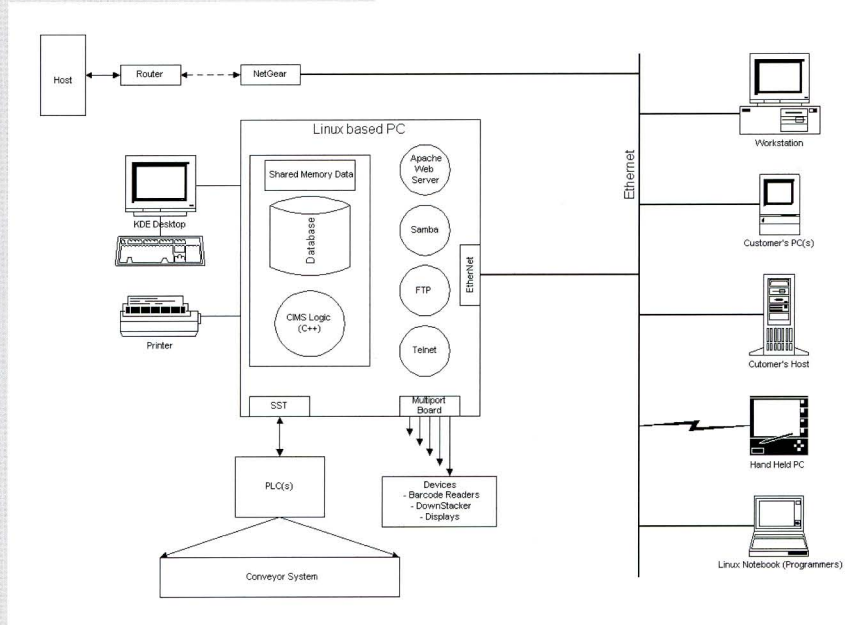 Host
Router
NetGear
Linux based PC
Shared Memory Data
Database
CIMS Logic
(C++)
Apache
Web
Server
Samba
FTP
Telnet
EtherNet
SST
Multiport
Board
KDE Desktop
Printer
PLC(s)
Devices
- Barcode Readers
- DownStacker
- Displays
Conveyor System
Ethernet
Workstation
Customer's PC(s)
Cutomer's Host
Hand Held PC
Linux Notebook (Programmers)